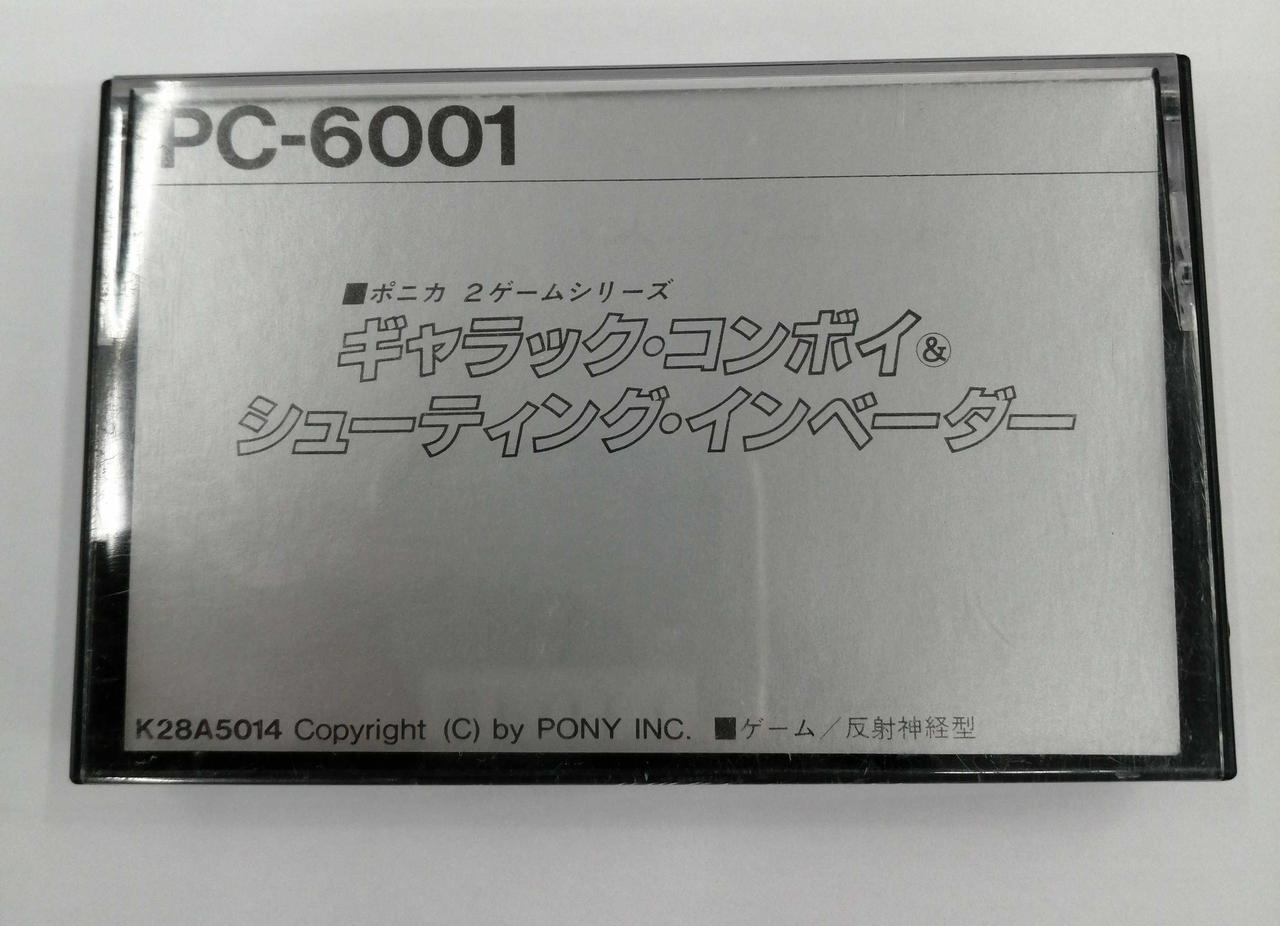 PC-6001
■ポニカ 2ゲームシリーズ
ギャラック・コンボイ&
シューティング・インベーダー
K28A5014 Copyright (C) by PONY INC. ■ゲーム/反射神経型